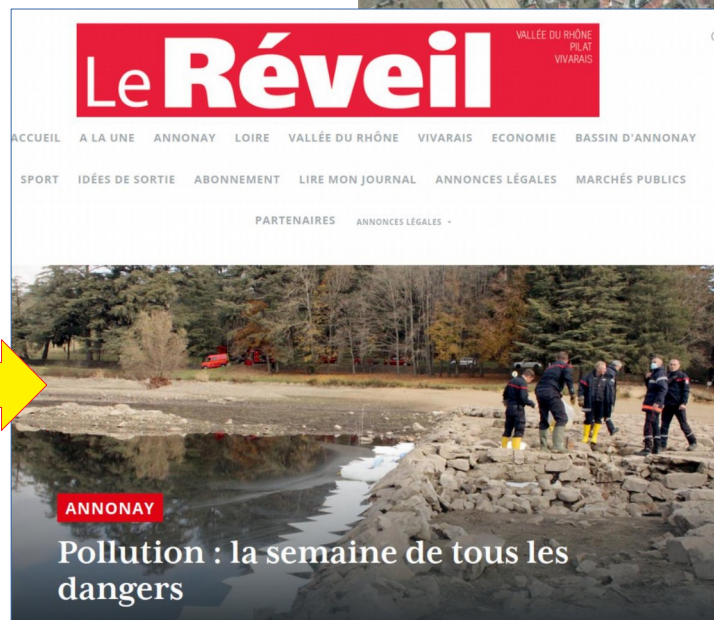 Le Réveil
VALLÉE DU RHÔNE
PILAT
VIVARAIS
ACCUEIL A LA UNE ANNONAY LOIRE VALLÉE DU RHÔNE VIVARAIS ECONOMIE BASSIN D'ANNONAY
SPORT IDÉES DE SORTIE ABONNEMENT LIRE MON JOURNAL ANNONCES LÉGALES MARCHÉS PUBLICS
PARTENAIRES ANNONCES LÉGALES
ANNONAY
Pollution : la semaine de tous les
dangers